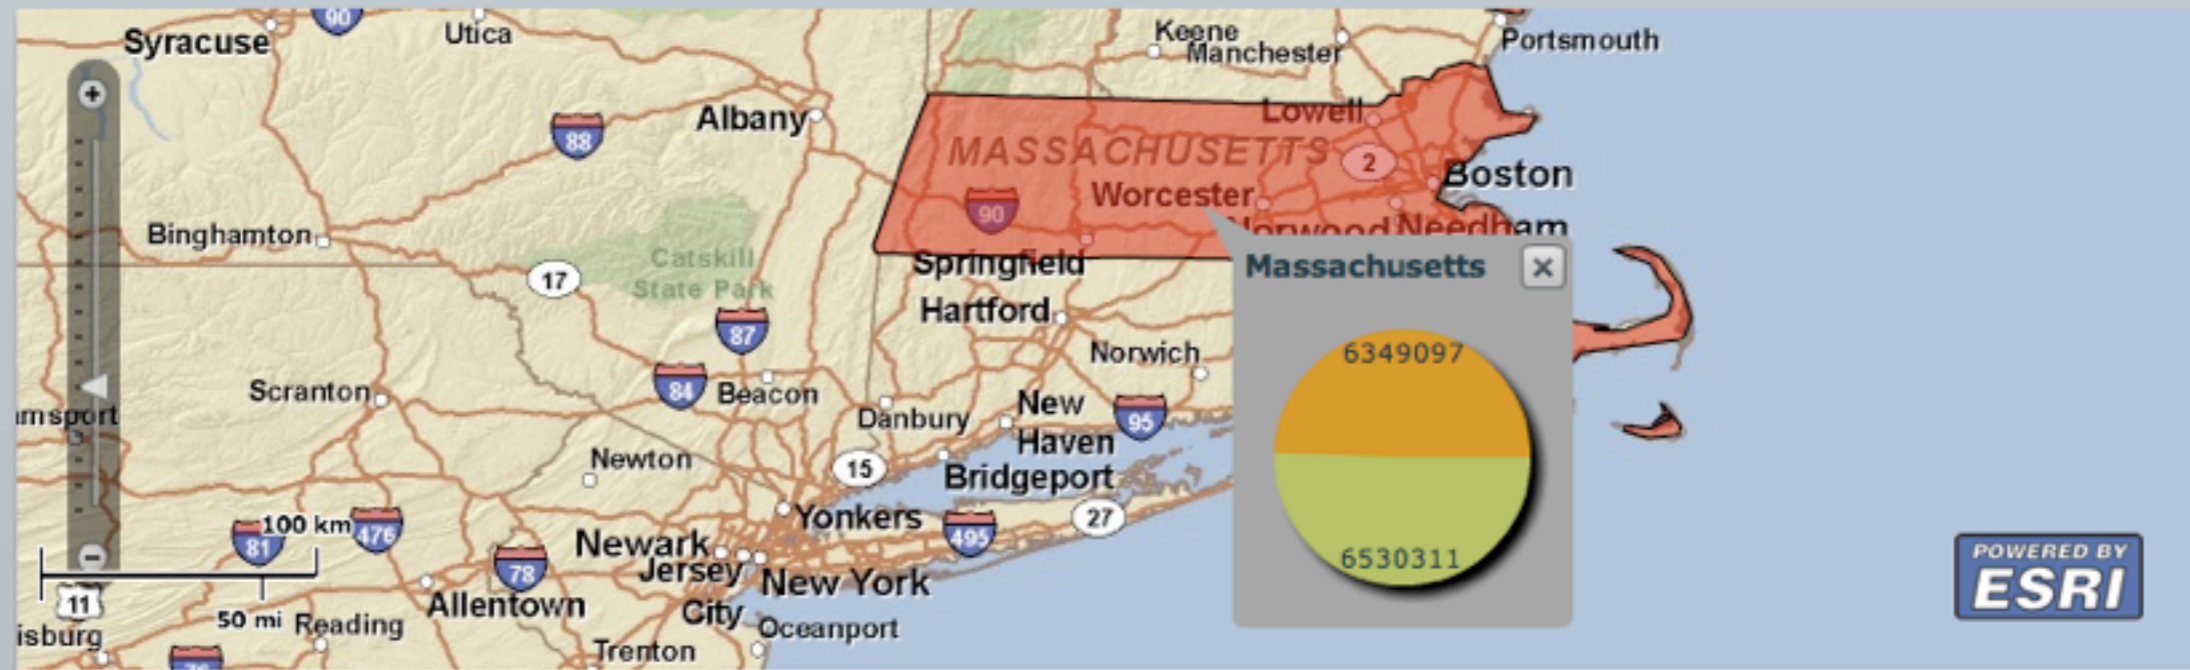 90
Syracuse
Utica
Keene
Manchester
Portsmouth
+
88
Albany
Lowell
MASSACHUSETTS
2
Boston
Worcester
90
Norwood
Needham
Binghamton
17
Catskill
State Park
Springfield
Massachusetts
×
Hartford
87
6349097
Norwich
84
Beacon
Scranton
Danbury
New
Haven
95
amsport
Newton
15
Bridgeport
Yonkers
27
100 km
81
476
495
Newark
Jersey
City
New York
6530311
−
78
11
50 mi
Allentown
Reading
isburg
Oceanport
Trenton
76
POWERED BY
ESRI